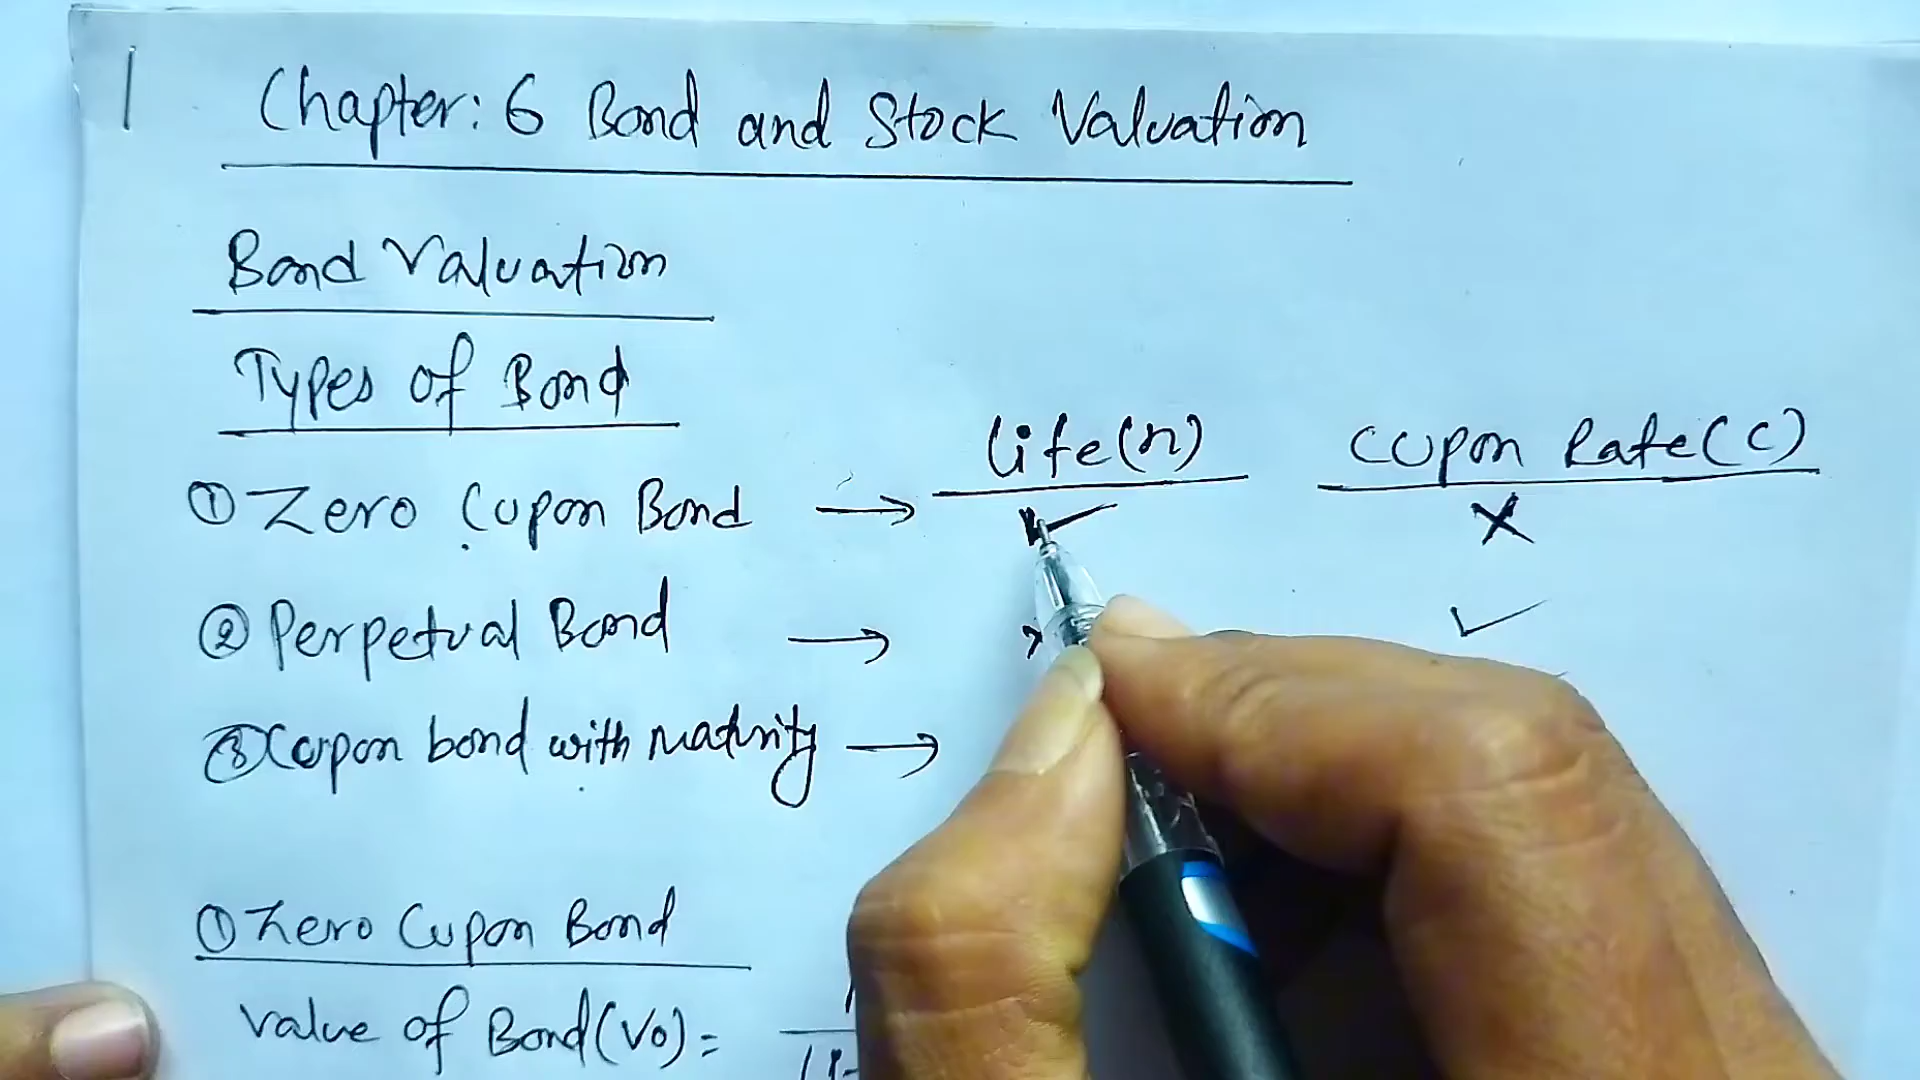 1
Chapter: 6 Bond and Stock Valuation
Bond Valuation
Types of Bond
Life(n) Cupon Rate(C)
① Zero Cupon Bond → ✓ ✗
② Perpetual Bond → ✓
③ Cupon bond with maturity →
① Zero Cupon Bond
Value of Bond(V0) =